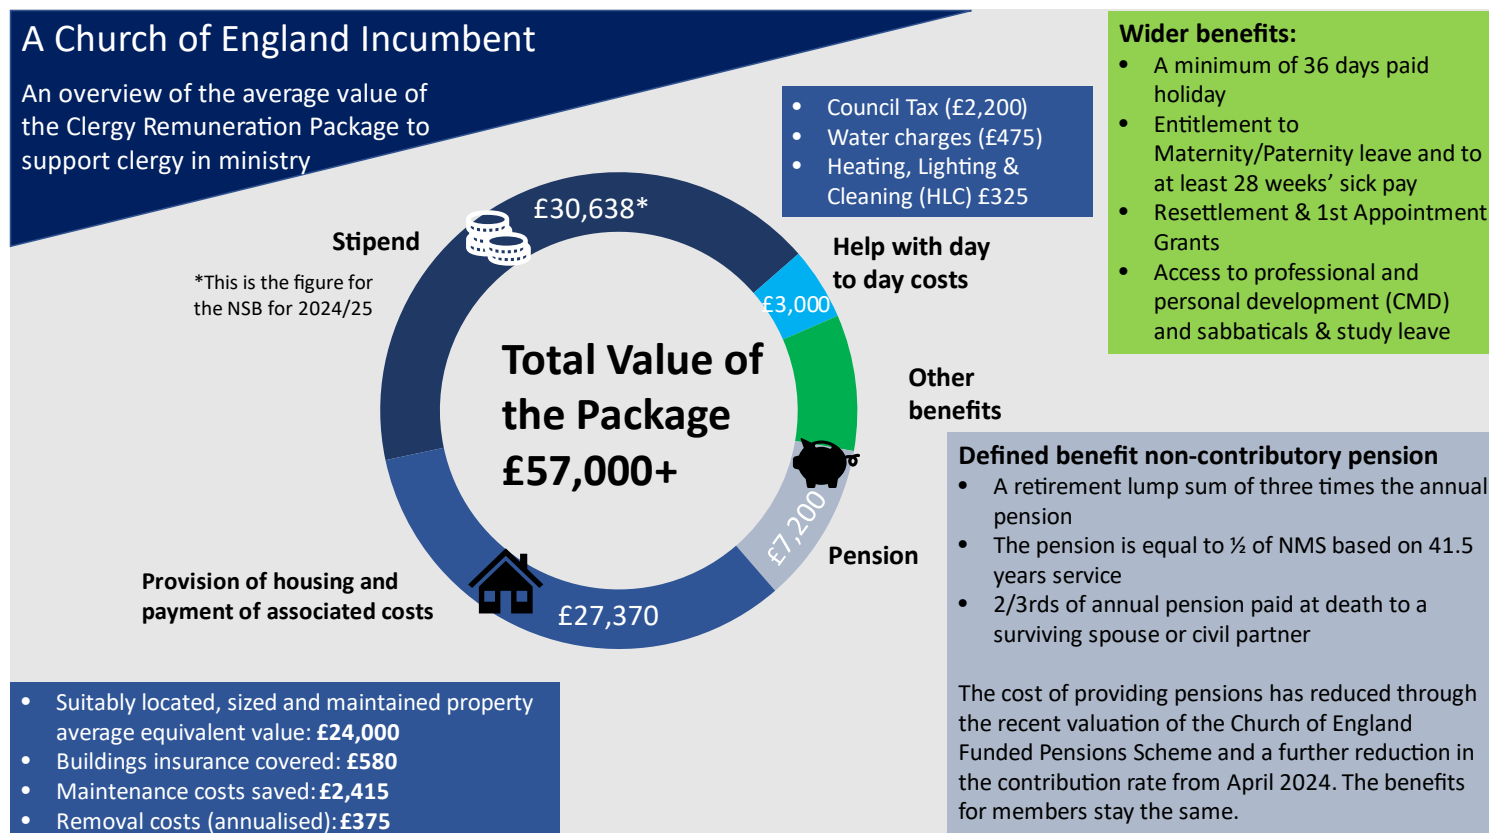 A Church of England Incumbent
An overview of the average value of
the Clergy Remuneration Package to
support clergy in ministry
Wider benefits:
• A minimum of 36 days paid
holiday
• Entitlement to
Maternity/Paternity leave and to
at least 28 weeks’ sick pay
• Resettlement & 1st Appointment
Grants
• Access to professional and
personal development (CMD)
and sabbaticals & study leave
• Council Tax (£2,200)
• Water charges (£475)
• Heating, Lighting &
Cleaning (HLC) £325
£30,638*
Stipend
*This is the figure for
the NSB for 2024/25
Help with day
to day costs
£3,000
Total Value of
the Package
£57,000+
Other
benefits
£7,200
Pension
Provision of housing and
payment of associated costs
£27,370
Defined benefit non-contributory pension
• A retirement lump sum of three times the annual
pension
• The pension is equal to ½ of NMS based on 41.5
years service
• 2/3rds of annual pension paid at death to a
surviving spouse or civil partner
The cost of providing pensions has reduced through
the recent valuation of the Church of England
Funded Pensions Scheme and a further reduction in
the contribution rate from April 2024. The benefits
for members stay the same.
• Suitably located, sized and maintained property
average equivalent value: £24,000
• Buildings insurance covered: £580
• Maintenance costs saved: £2,415
• Removal costs (annualised): £375